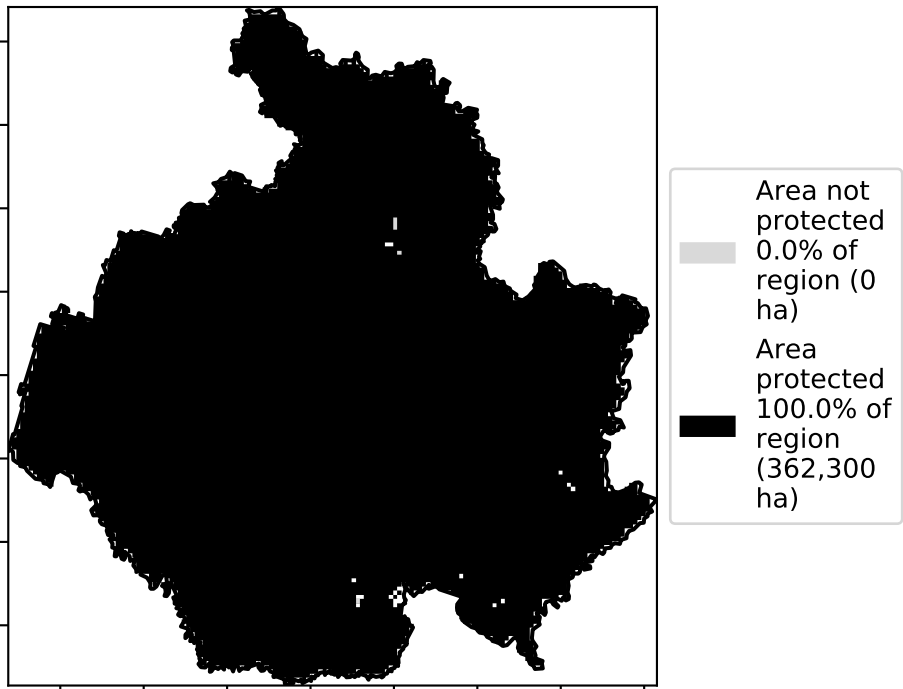 Area not
protected
0.0% of
region (0
ha)
Area
protected
100.0% of
region
(362,300
ha)